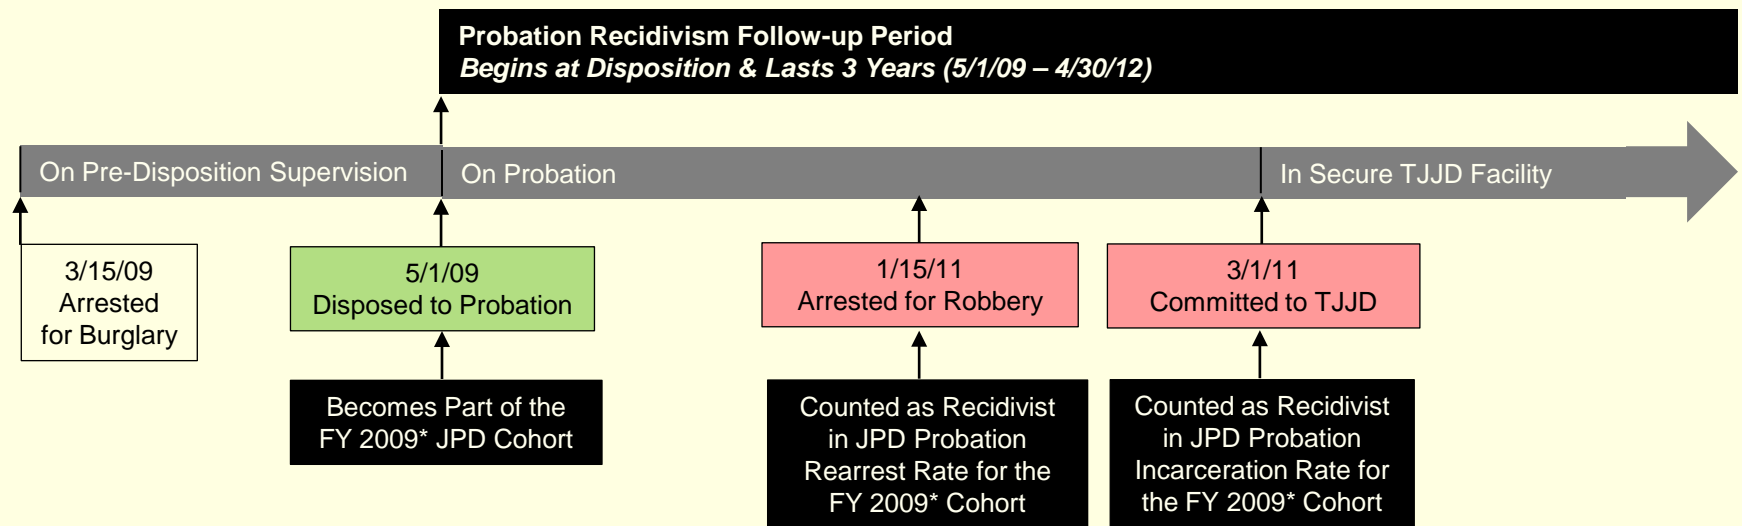 Probation Recidivism Follow-up Period
Begins at Disposition & Lasts 3 Years (5/1/09 – 4/30/12)
On Pre-Disposition Supervision
On Probation
In Secure TJJD Facility
3/15/09
Arrested
for Burglary
5/1/09
Disposed to Probation
1/15/11
Arrested for Robbery
3/1/11
Committed to TJJD
Becomes Part of the
FY 2009* JPD Cohort
Counted as Recidivist
in JPD Probation
Rearrest Rate for the
FY 2009* Cohort
Counted as Recidivist
in JPD Probation
Incarceration Rate for
the FY 2009* Cohort